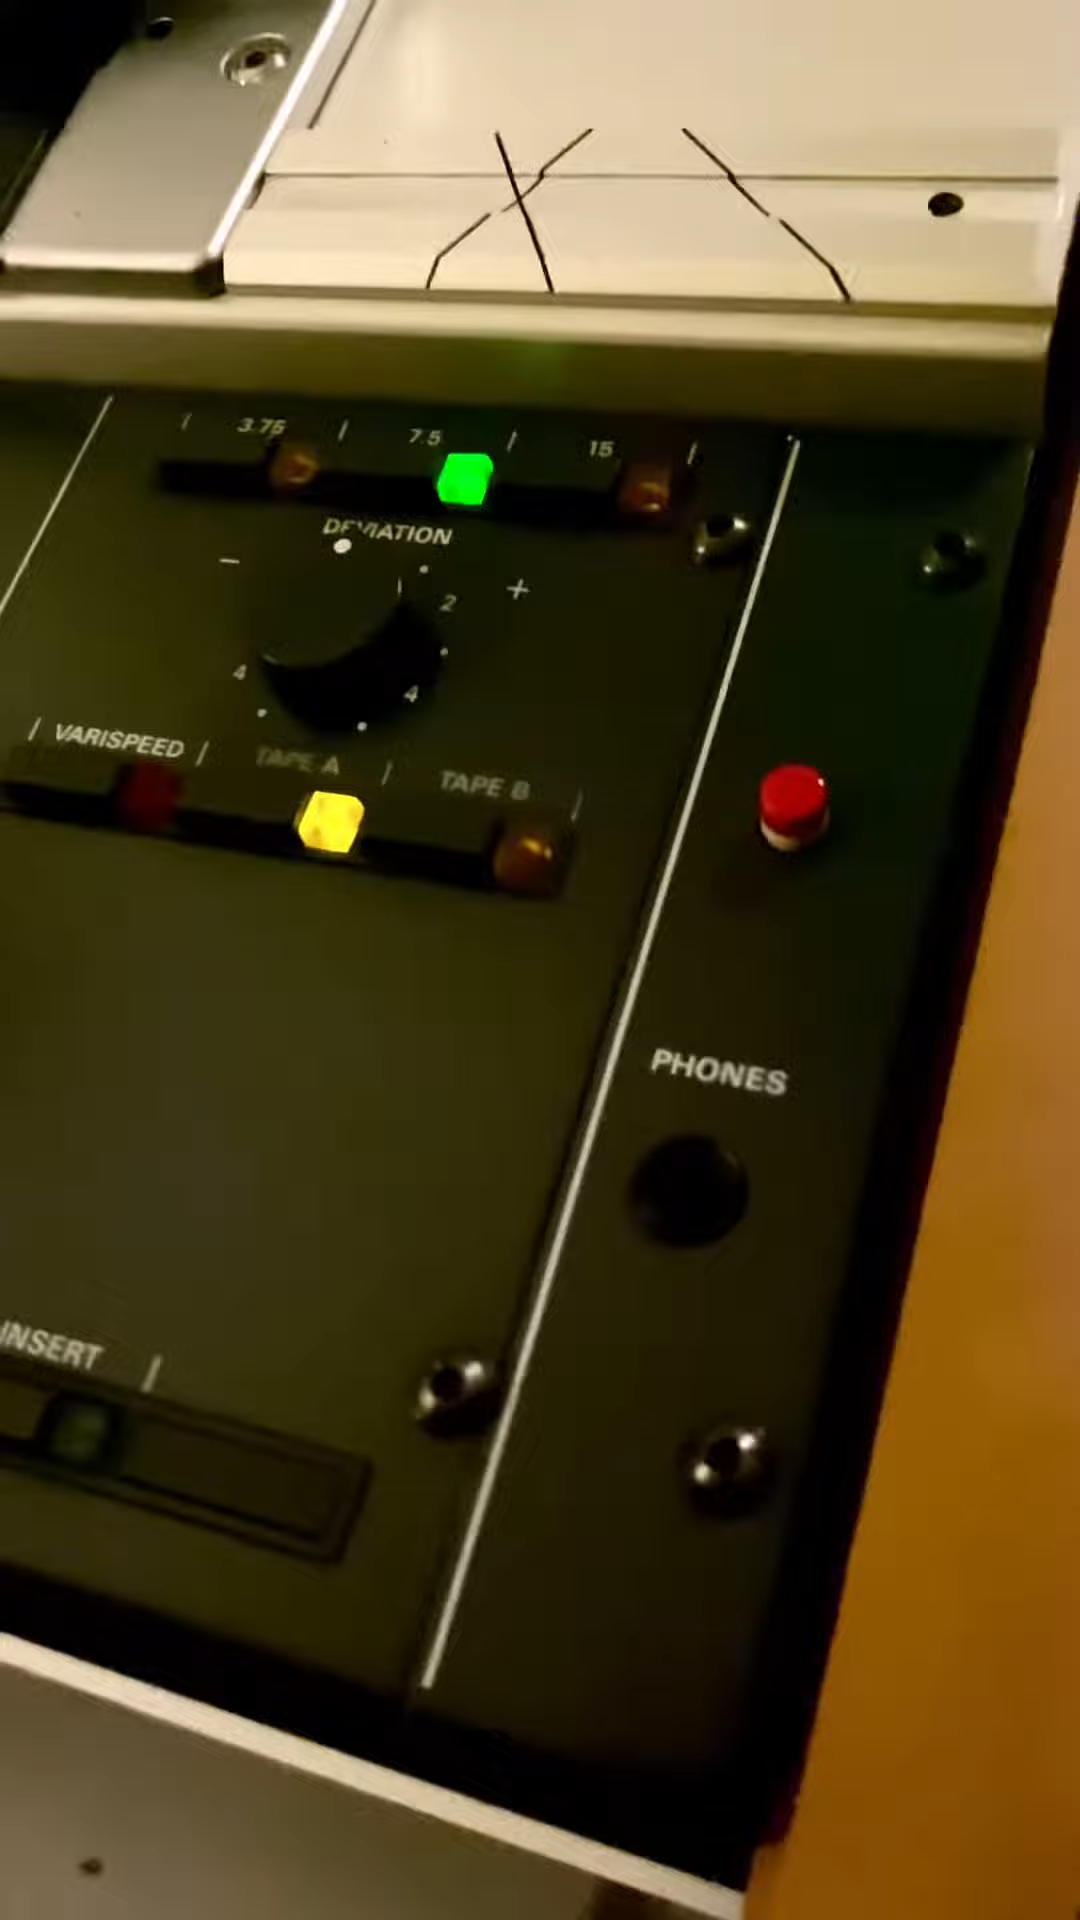 3.75 7.5 15
DEVIATION
- +
2
4 4
VARISPEED TAPE A TAPE B
PHONES
INSERT